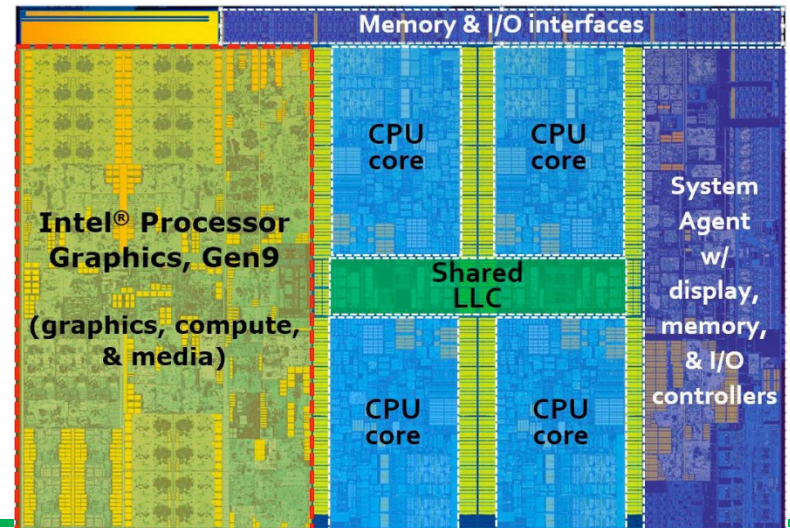 Memory & I/O interfaces
Intel® Processor
Graphics, Gen9
(graphics, compute,
& media)
CPU
core
CPU
core
Shared
LLC
CPU
core
CPU
core
System
Agent
w/
display,
memory,
& I/O
controllers